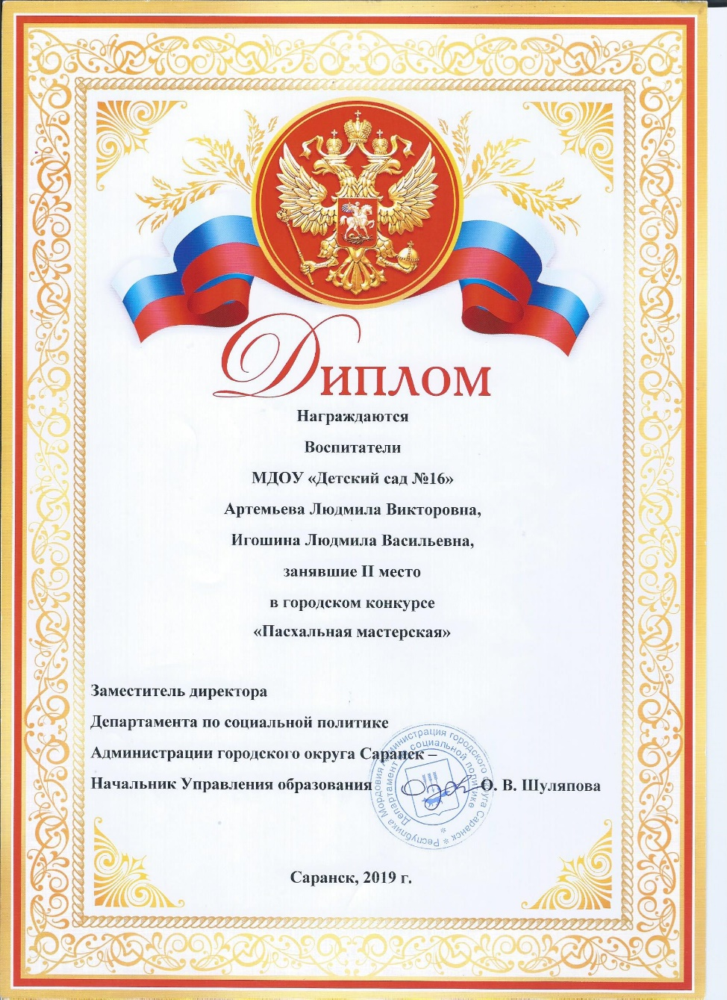 Диплом
Награждаются
Воспитатели
МДОУ «Детский сад №16»
Артемьева Людмила Викторовна,
Игошина Людмила Васильевна,
занявшие II место
в городском конкурсе
«Пасхальная мастерская»
Заместитель директора
Департамента по социальной политике
Администрации городского округа Саранск –
Начальник Управления образования О. В. Шуляпова
Республика Мордовия Администрация городского округа Саранск
Департамент по социальной политике
Саранск, 2019 г.